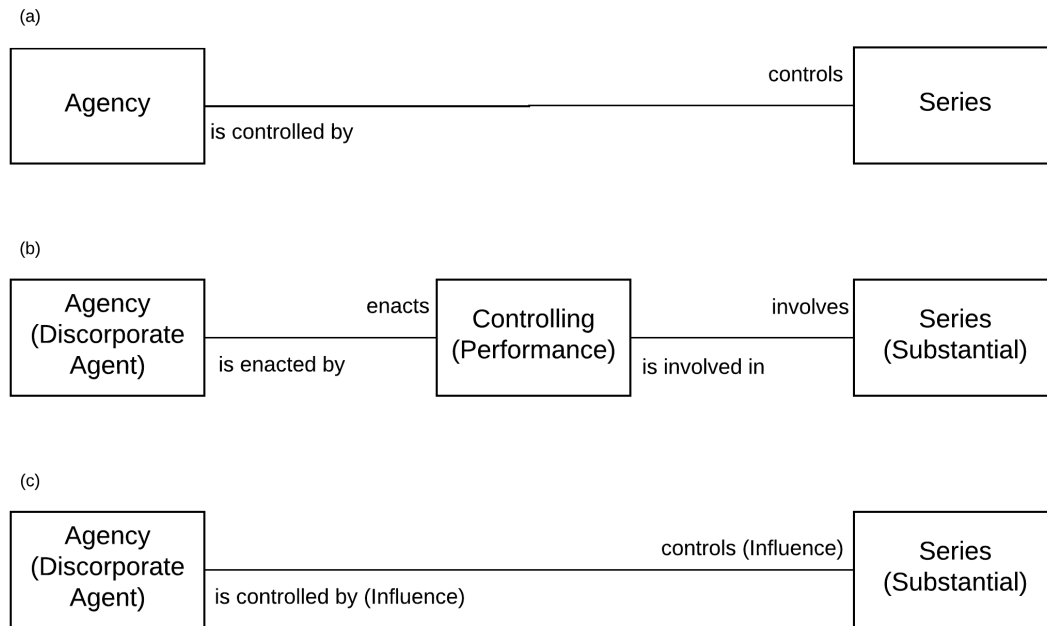 (a)
controls
Agency
Series
is controlled by
(b)
Agency
(Discorporate
Agent)
enacts
is enacted by
Controlling
(Performance)
involves
is involved in
Series
(Substantial)
(c)
Agency
(Discorporate
Agent)
controls (Influence)
is controlled by (Influence)
Series
(Substantial)